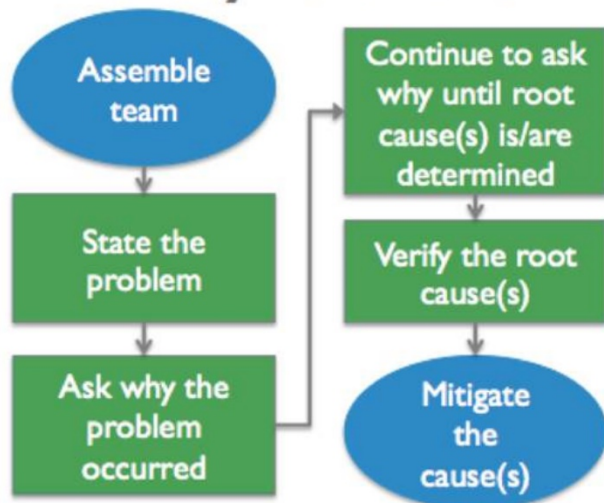 Assemble
team
State the
problem
Ask why the
problem
occurred
Continue to ask
why until root
cause(s) is/are
determined
Verify the root
cause(s)
Mitigate
the
cause(s)